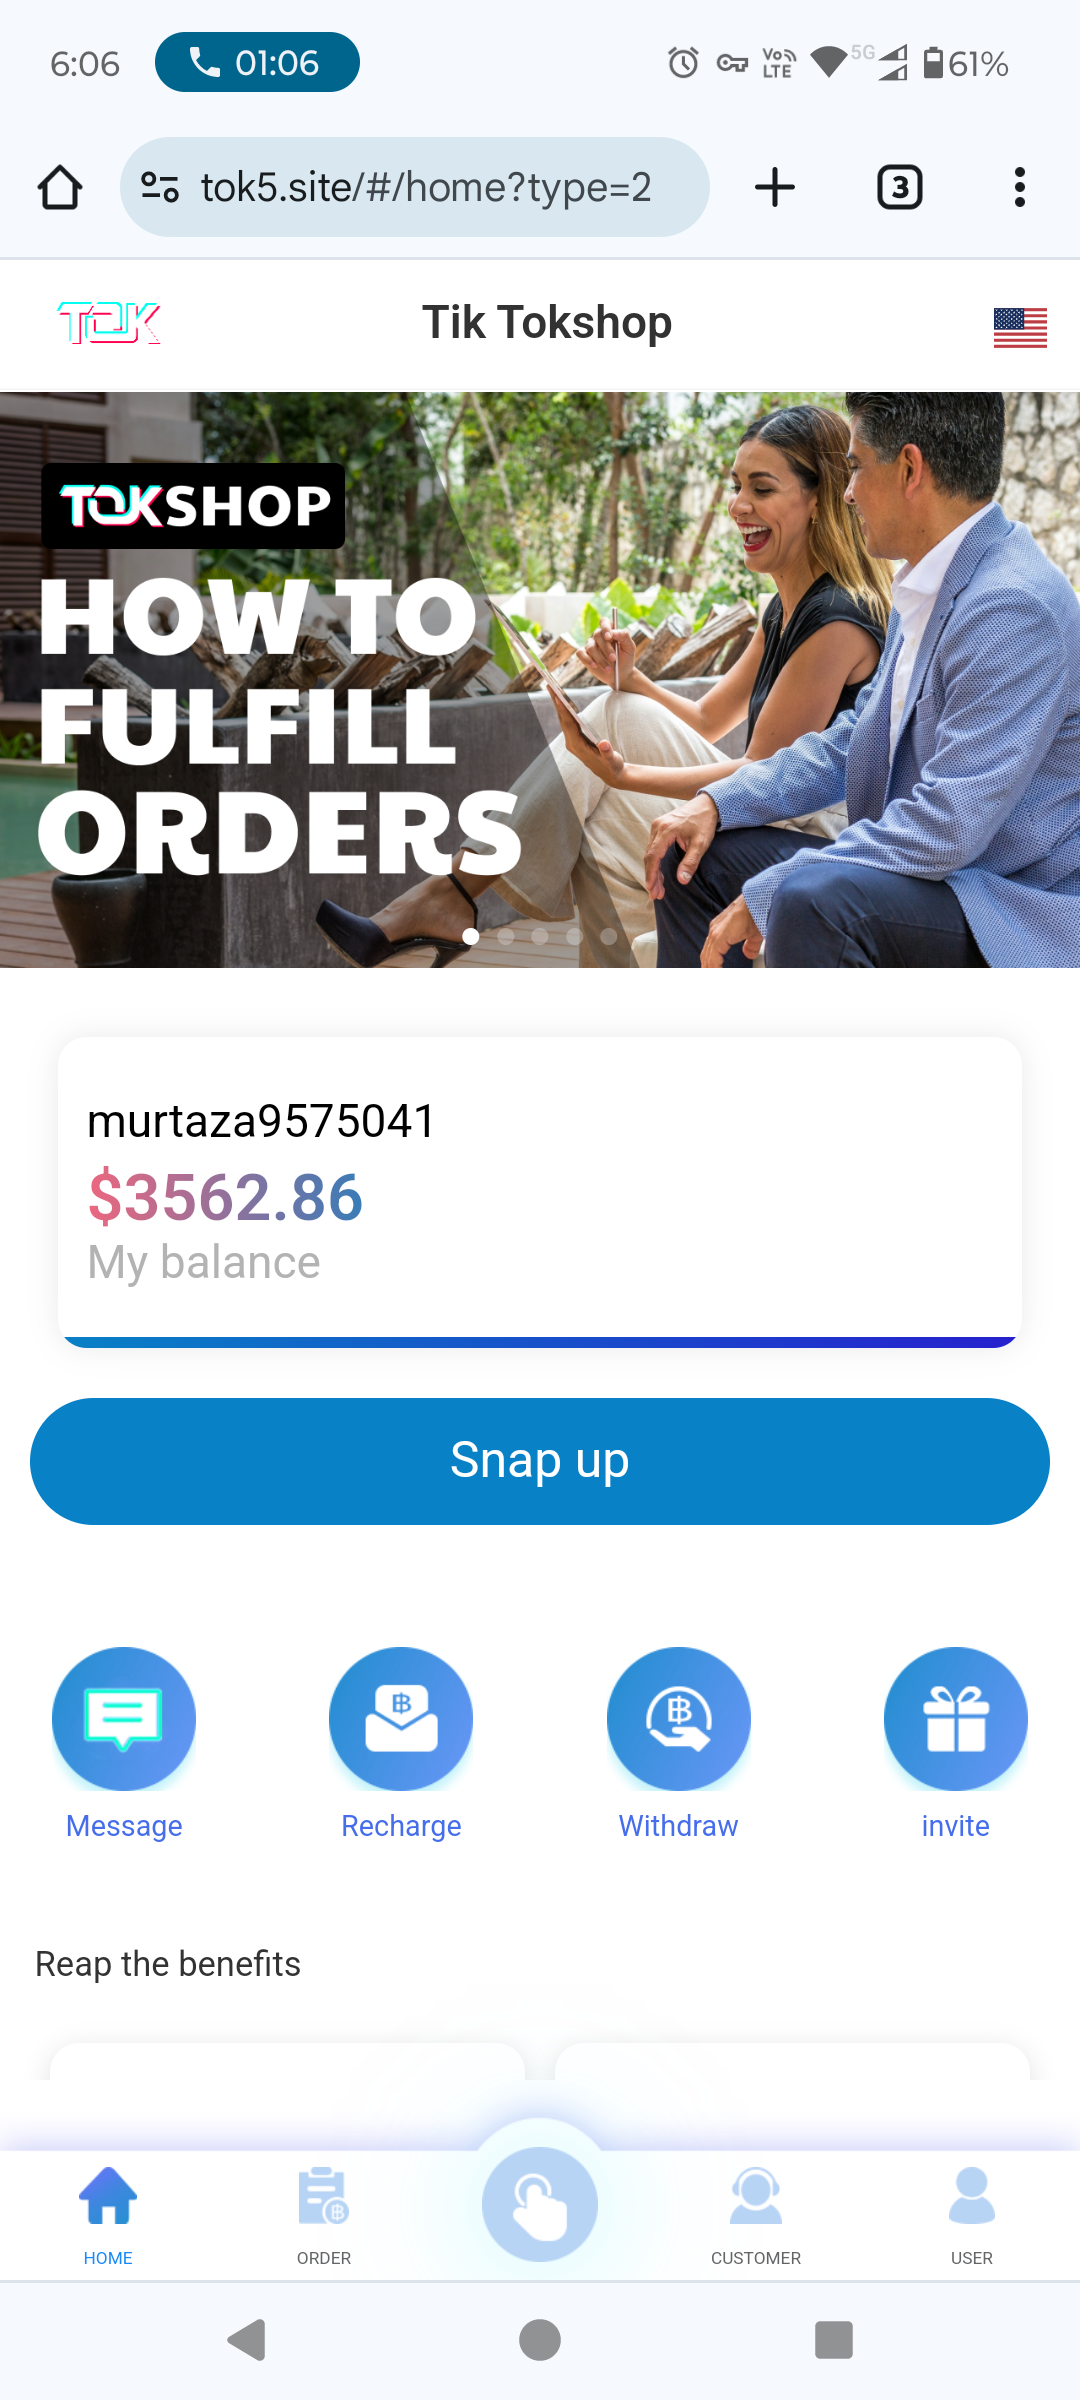 6:06 01:06 Vo LTE 5G 61%
tok5.site/#/home?type=2 3
TOK Tik Tokshop
TOKSHOP
HOW TO
FULFILL
ORDERS
murtaza9575041
$3562.86
My balance
Snap up
Message Recharge Withdraw invite
Reap the benefits
HOME ORDER CUSTOMER USER